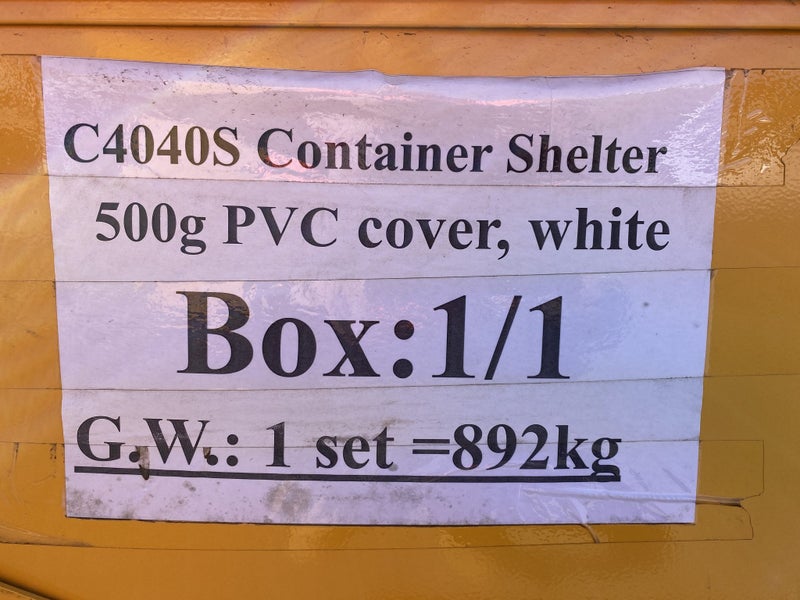 C4040S Container Shelter
500g PVC cover, white
Box:1/1
G.W.: 1 set =892kg